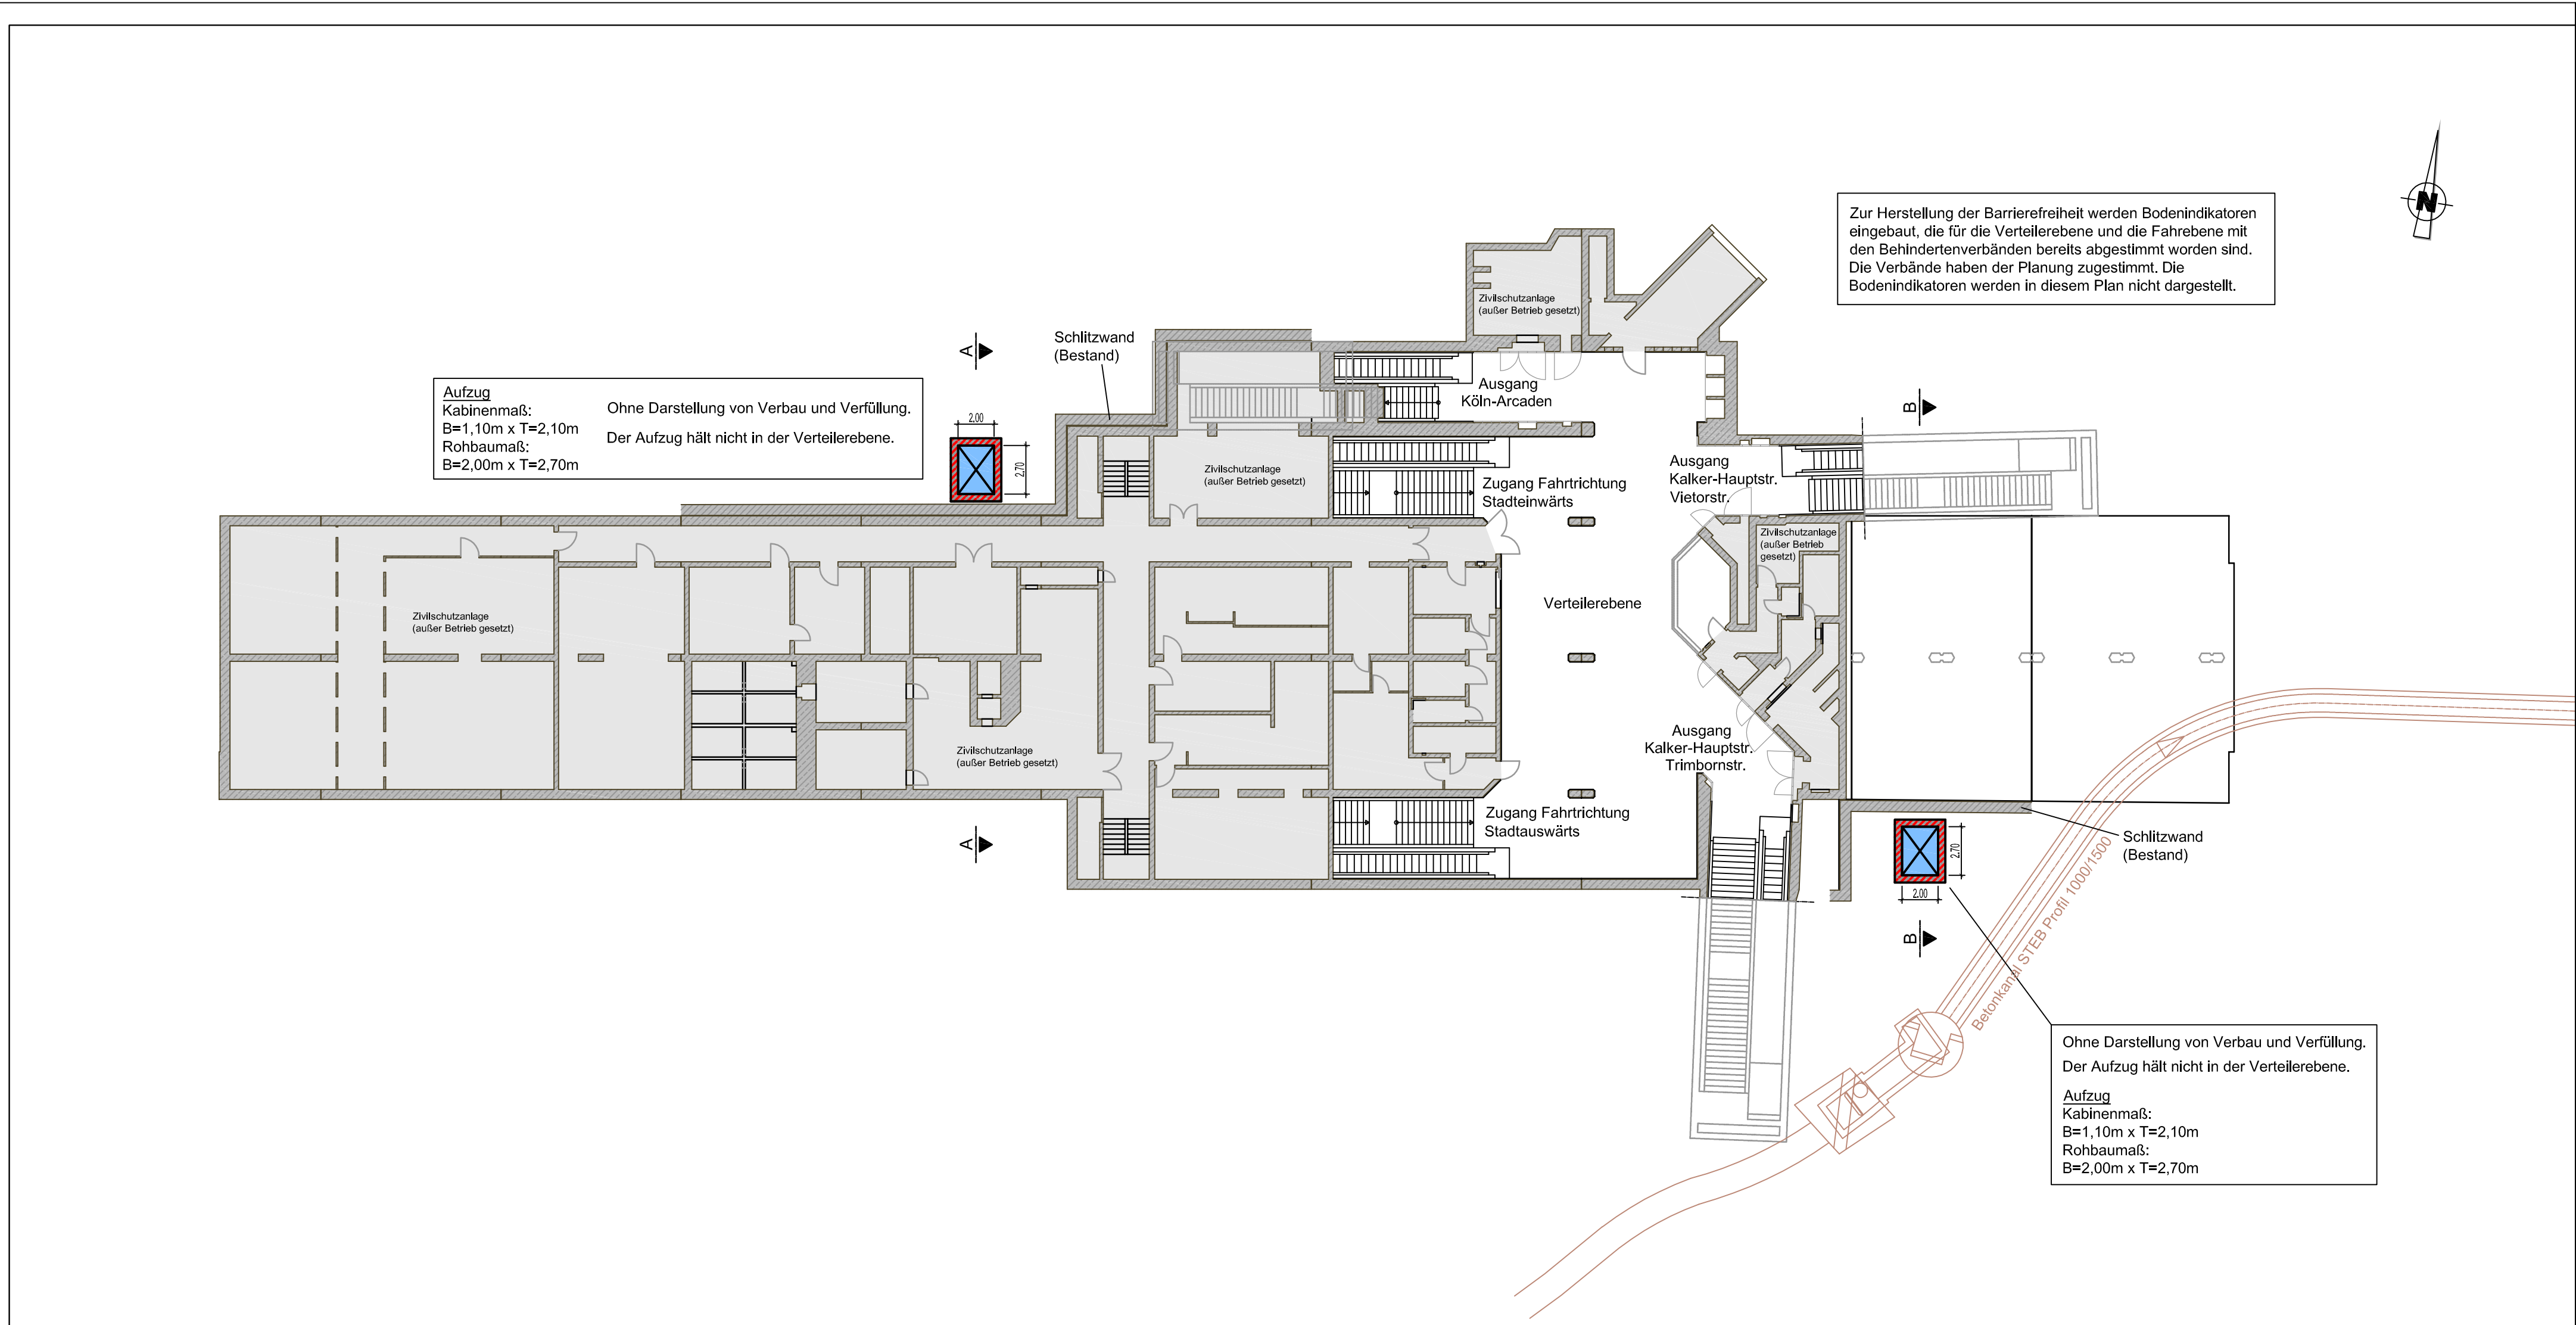 N
Zur Herstellung der Barrierefreiheit werden Bodenindikatoren
eingebaut, die für die Verteilerebene und die Fahrebene mit
den Behindertenverbänden bereits abgestimmt worden sind.
Die Verbände haben der Planung zugestimmt. Die
Bodenindikatoren werden in diesem Plan nicht dargestellt.
Zivilschutzanlage
(außer Betrieb gesetzt)
A
Schlitzwand
(Bestand)
Aufzug
Kabinenmaß:
B=1,10m x T=2,10m
Rohbaumaß:
B=2,00m x T=2,70m
Ohne Darstellung von Verbau und Verfüllung.
Der Aufzug hält nicht in der Verteilerebene.
2.00
2.70
Ausgang
Köln-Arcaden
B
Zivilschutzanlage
(außer Betrieb gesetzt)
Zugang Fahrtrichtung
Stadteinwärts
Ausgang
Kalker-Hauptstr.
Vietorstr.
Zivilschutzanlage
(außer Betrieb
gesetzt)
Zivilschutzanlage
(außer Betrieb gesetzt)
Verteilerebene
Zivilschutzanlage
(außer Betrieb gesetzt)
Ausgang
Kalker-Hauptstr.
Trimbornstr.
Zugang Fahrtrichtung
Stadtauswärts
A
2.70
2.00
Schlitzwand
(Bestand)
B
Betonkanal STEB Profil 1000/1500
Ohne Darstellung von Verbau und Verfüllung.
Der Aufzug hält nicht in der Verteilerebene.
Aufzug
Kabinenmaß:
B=1,10m x T=2,10m
Rohbaumaß:
B=2,00m x T=2,70m